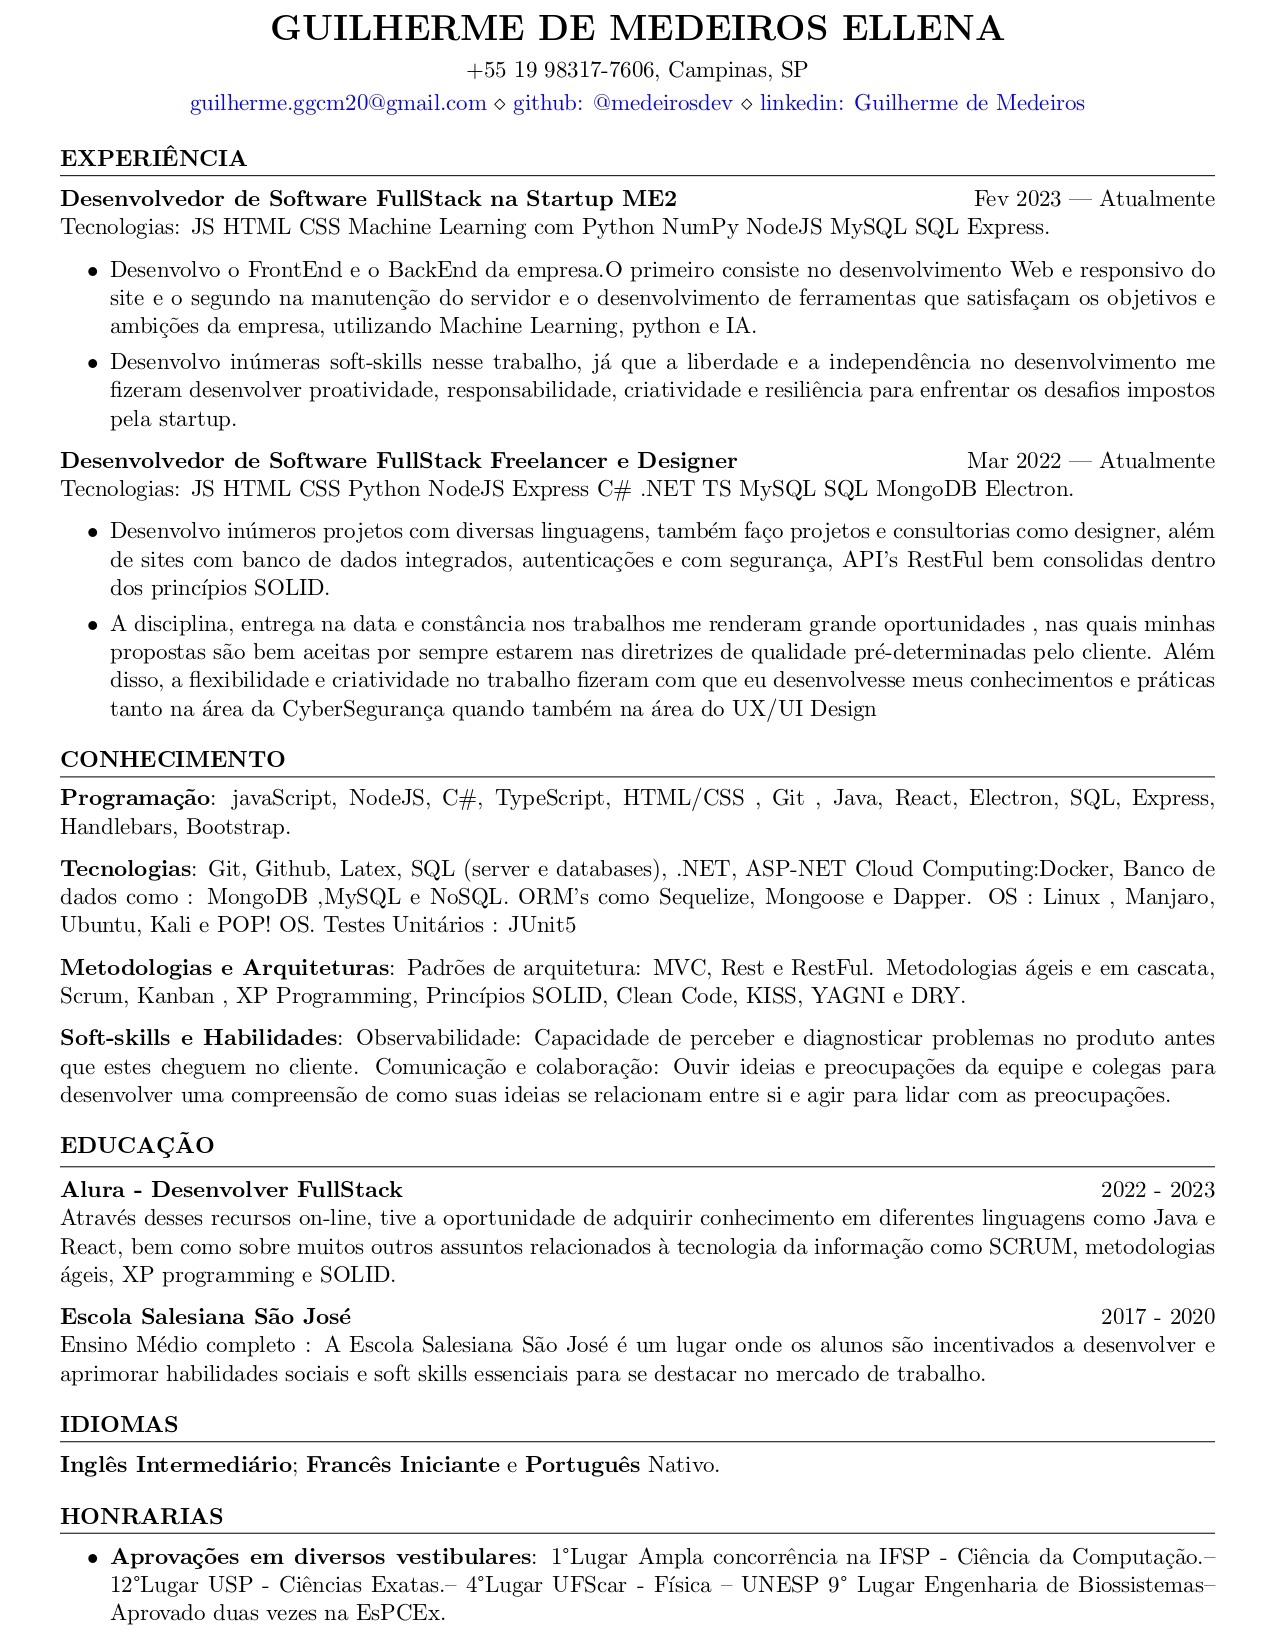 GUILHERME DE MEDEIROS ELLENA
+55 19 98317-7606, Campinas, SP
guilherme.ggcm20@gmail.com ⋄ github: @medeirosdev ⋄ linkedin: Guilherme de Medeiros
EXPERIÊNCIA
Desenvolvedor de Software FullStack na Startup ME2 Fev 2023 — Atualmente
Tecnologias: JS HTML CSS Machine Learning com Python NumPy NodeJS MySQL SQL Express.
• Desenvolvo o FrontEnd e o BackEnd da empresa.O primeiro consiste no desenvolvimento Web e responsivo do
site e o segundo na manutenção do servidor e o desenvolvimento de ferramentas que satisfaçam os objetivos e
ambições da empresa, utilizando Machine Learning, python e IA.
• Desenvolvo inúmeras soft-skills nesse trabalho, já que a liberdade e a independência no desenvolvimento me
fizeram desenvolver proatividade, responsabilidade, criatividade e resiliência para enfrentar os desafios impostos
pela startup.
Desenvolvedor de Software FullStack Freelancer e Designer Mar 2022 — Atualmente
Tecnologias: JS HTML CSS Python NodeJS Express C# .NET TS MySQL SQL MongoDB Electron.
• Desenvolvo inúmeros projetos com diversas linguagens, também faço projetos e consultorias como designer, além
de sites com banco de dados integrados, autenticações e com segurança, API's RestFul bem consolidas dentro
dos princípios SOLID.
• A disciplina, entrega na data e constância nos trabalhos me renderam grande oportunidades , nas quais minhas
propostas são bem aceitas por sempre estarem nas diretrizes de qualidade pré-determinadas pelo cliente. Além
disso, a flexibilidade e criatividade no trabalho fizeram com que eu desenvolvesse meus conhecimentos e práticas
tanto na área da CyberSegurança quando também na área do UX/UI Design
CONHECIMENTO
Programação: javaScript, NodeJS, C#, TypeScript, HTML/CSS , Git , Java, React, Electron, SQL, Express,
Handlebars, Bootstrap.
Tecnologias: Git, Github, Latex, SQL (server e databases), .NET, ASP-NET Cloud Computing:Docker, Banco de
dados como : MongoDB ,MySQL e NoSQL. ORM's como Sequelize, Mongoose e Dapper. OS : Linux , Manjaro,
Ubuntu, Kali e POP! OS. Testes Unitários : JUnit5
Metodologias e Arquiteturas: Padrões de arquitetura: MVC, Rest e RestFul. Metodologias ágeis e em cascata,
Scrum, Kanban , XP Programming, Princípios SOLID, Clean Code, KISS, YAGNI e DRY.
Soft-skills e Habilidades: Observabilidade: Capacidade de perceber e diagnosticar problemas no produto antes
que estes cheguem no cliente. Comunicação e colaboração: Ouvir ideias e preocupações da equipe e colegas para
desenvolver uma compreensão de como suas ideias se relacionam entre si e agir para lidar com as preocupações.
EDUCAÇÃO
Alura - Desenvolver FullStack 2022 - 2023
Através desses recursos on-line, tive a oportunidade de adquirir conhecimento em diferentes linguagens como Java e
React, bem como sobre muitos outros assuntos relacionados à tecnologia da informação como SCRUM, metodologias
ágeis, XP programming e SOLID.
Escola Salesiana São José 2017 - 2020
Ensino Médio completo : A Escola Salesiana São José é um lugar onde os alunos são incentivados a desenvolver e
aprimorar habilidades sociais e soft skills essenciais para se destacar no mercado de trabalho.
IDIOMAS
Inglês Intermediário; Francês Iniciante e Português Nativo.
HONRARIAS
• Aprovações em diversos vestibulares: 1°Lugar Ampla concorrência na IFSP - Ciência da Computação.–
12°Lugar USP - Ciências Exatas.– 4°Lugar UFScar - Física – UNESP 9° Lugar Engenharia de Biossistemas–
Aprovado duas vezes na EsPCEx.